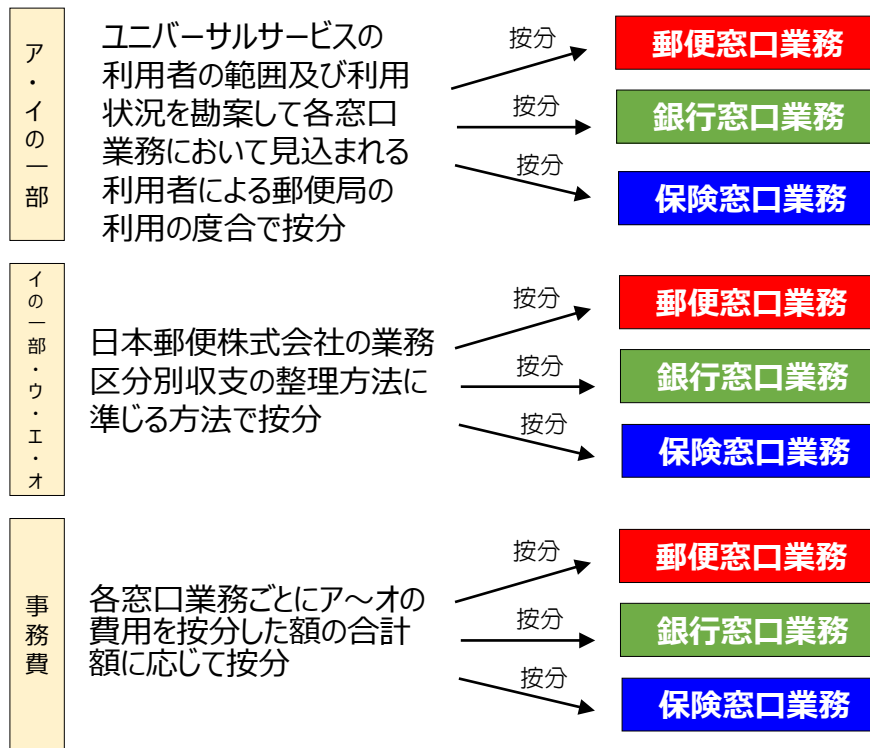 ア・イの一部
ユニバーサルサービスの
利用者の範囲及び利用
状況を勘案して各窓口
業務において見込まれる
利用者による郵便局の
利用の度合で按分
按分
郵便窓口業務
按分
銀行窓口業務
按分
保険窓口業務
イの一部・ウ・エ・オ
日本郵便株式会社の業務
区分別収支の整理方法に
準じる方法で按分
按分
郵便窓口業務
按分
銀行窓口業務
按分
保険窓口業務
事務費
各窓口業務ごとにア～オの
費用を按分した額の合計
額に応じて按分
按分
郵便窓口業務
按分
銀行窓口業務
按分
保険窓口業務